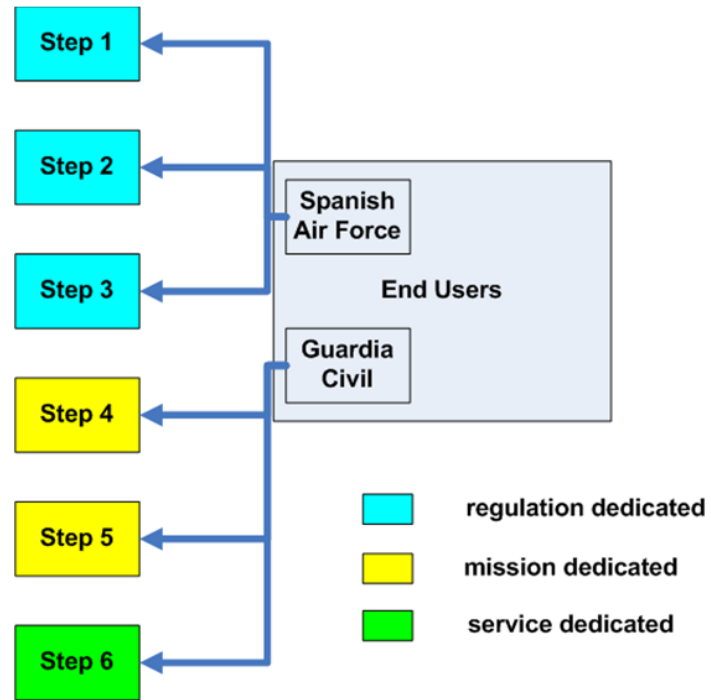 Step 1
Step 2
Spanish
Air Force
Step 3
End Users
Guardia
Civil
Step 4
regulation dedicated
Step 5
mission dedicated
service dedicated
Step 6